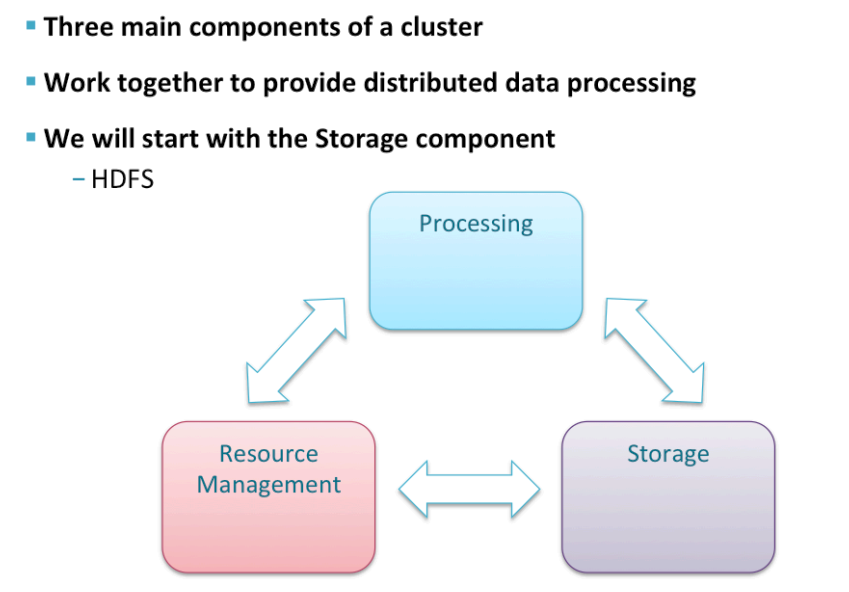 ▪ Three main components of a cluster
▪ Work together to provide distributed data processing
▪ We will start with the Storage component
– HDFS
Processing
Resource
Management
Storage